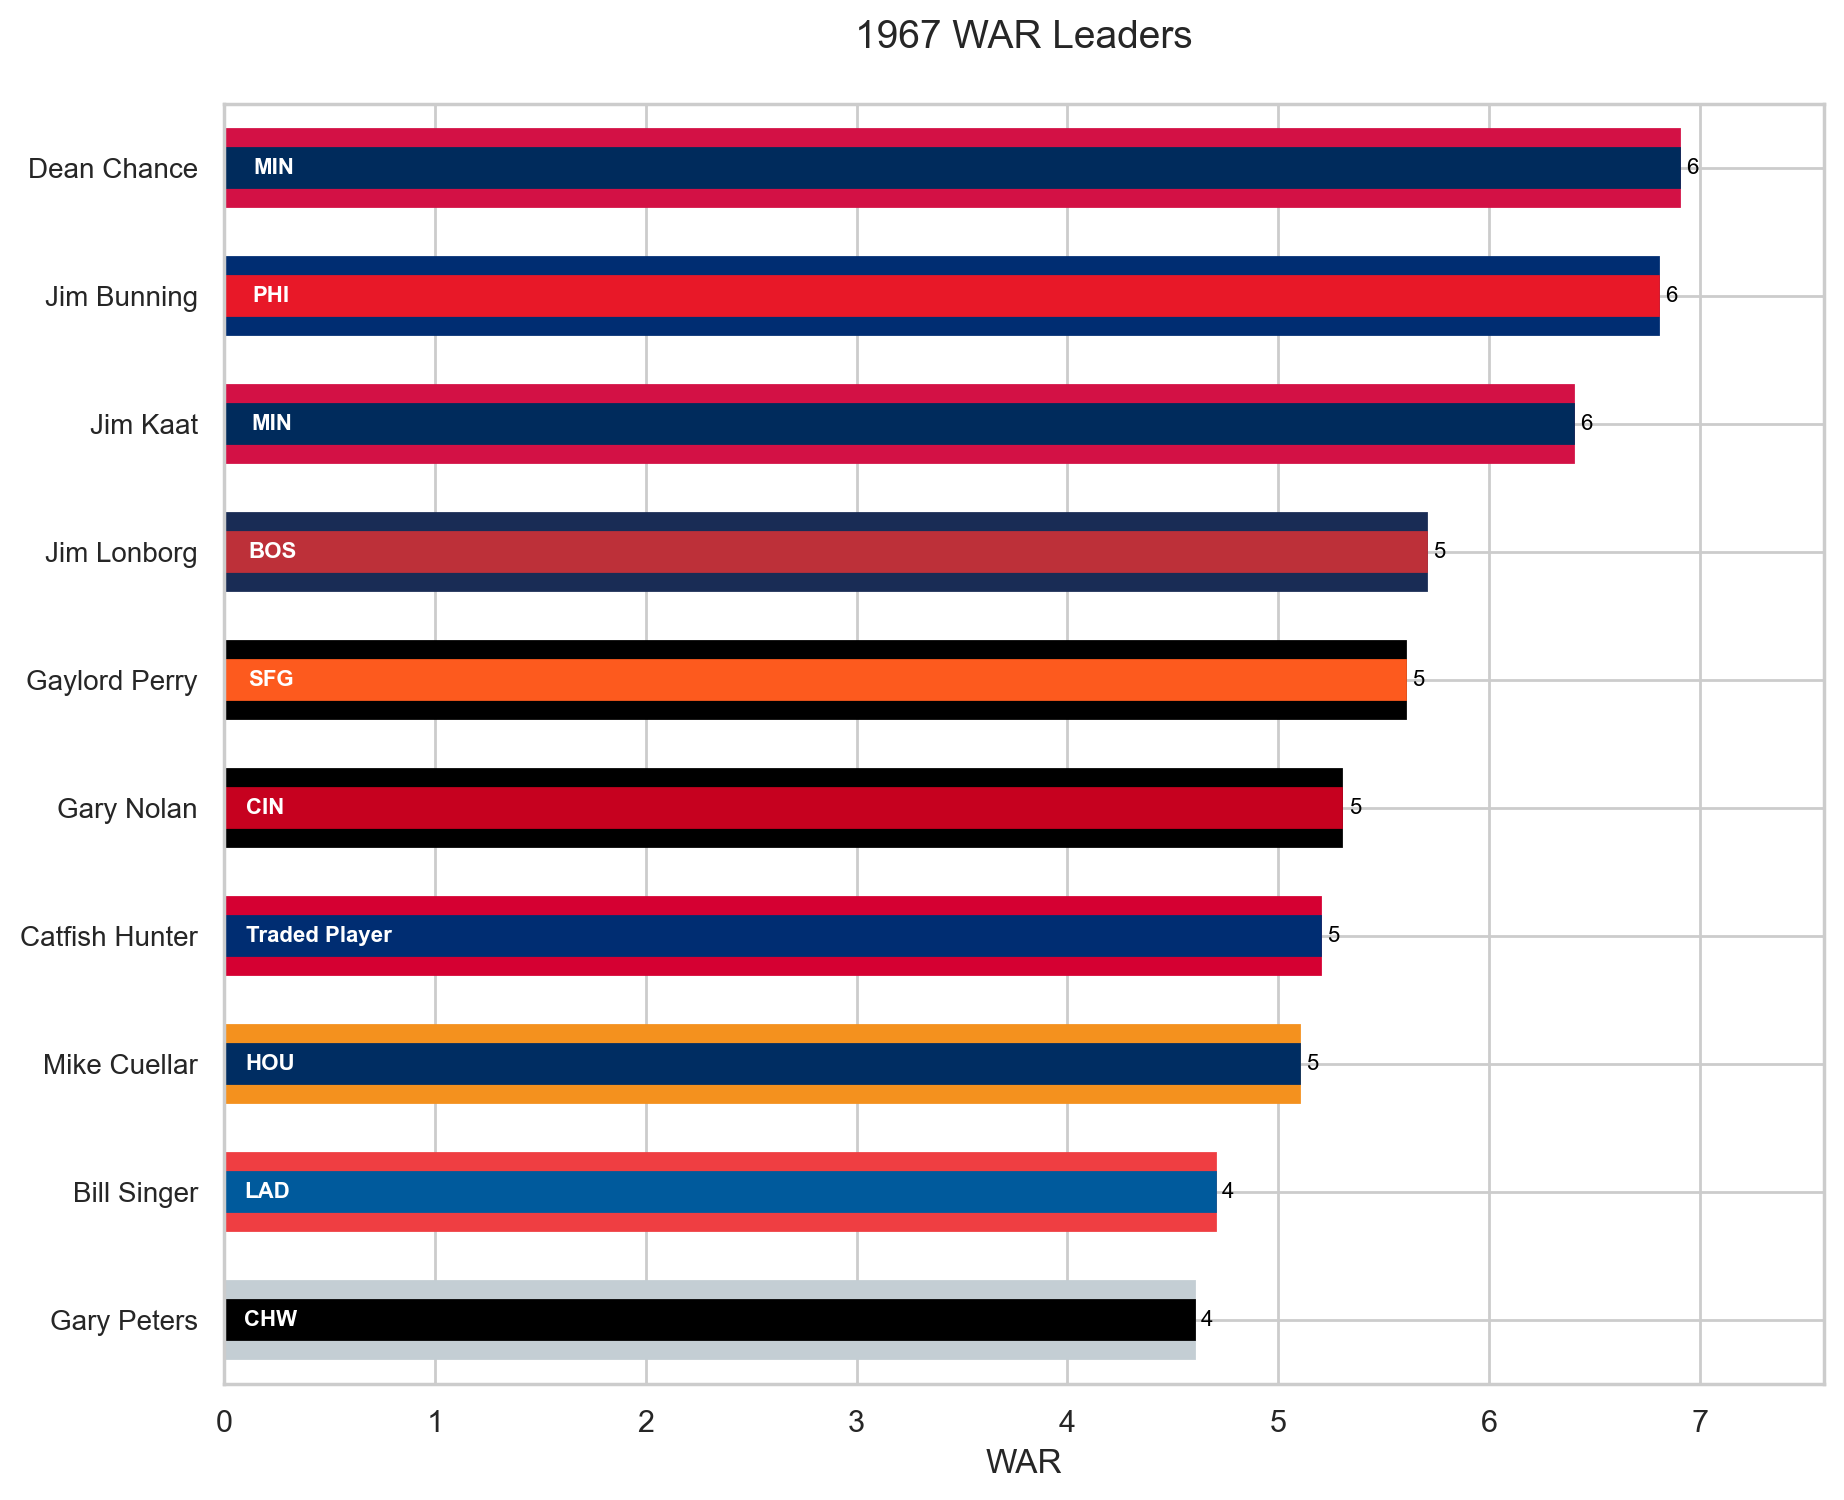 1967 WAR Leaders
Dean Chance MIN 6
Jim Bunning PHI 6
Jim Kaat MIN 6
Jim Lonborg BOS 5
Gaylord Perry SFG 5
Gary Nolan CIN 5
Catfish Hunter Traded Player 5
Mike Cuellar HOU 5
Bill Singer LAD 4
Gary Peters CHW 4
0 1 2 3 4 5 6 7
WAR